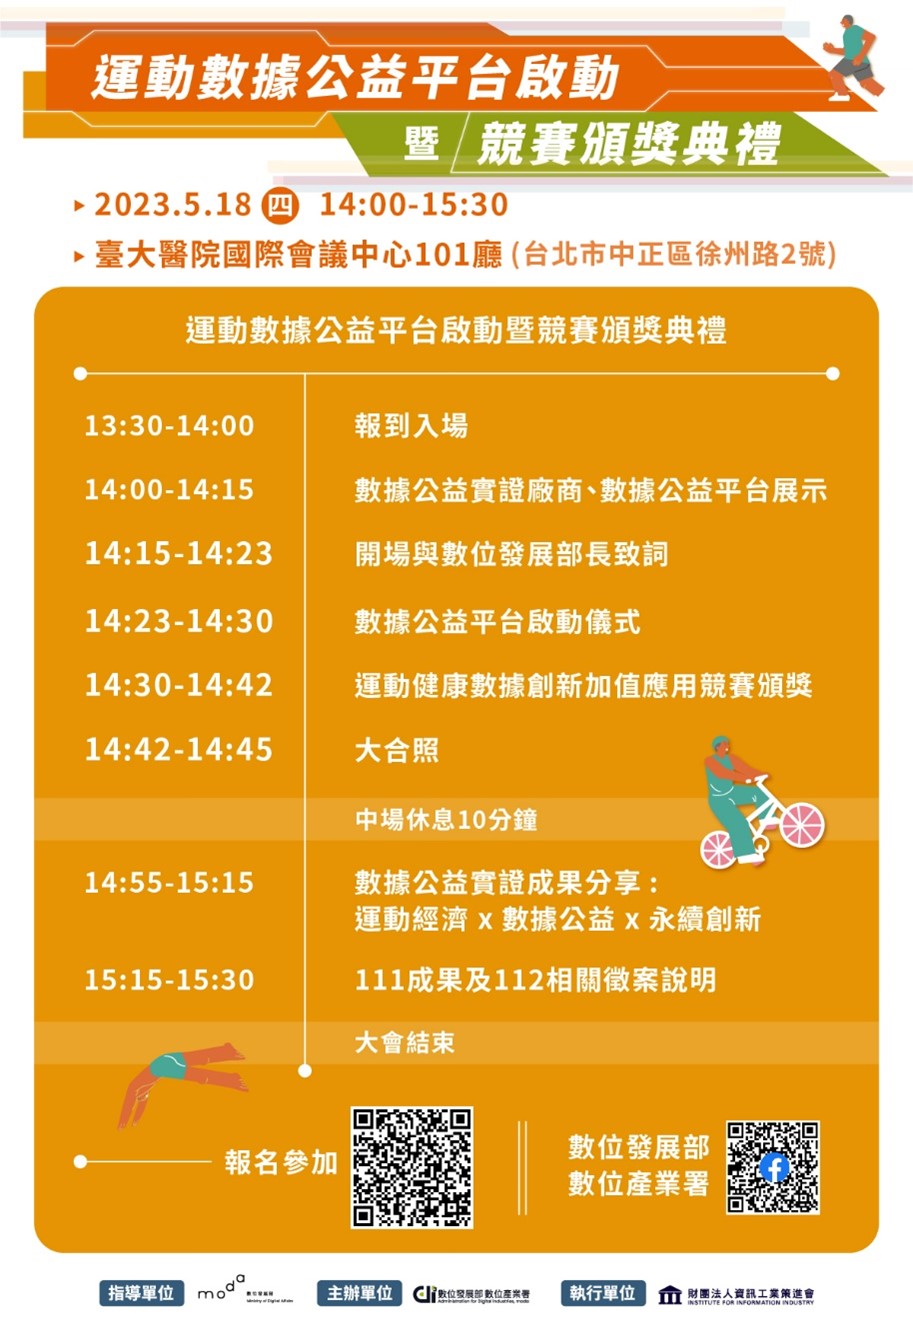 運動數據公益平台啟動
暨/競賽頒獎典禮
2023.5.18 四 14:00-15:30
臺大醫院國際會議中心101廳 (台北市中正區徐州路2號)
運動數據公益平台啟動暨競賽頒獎典禮
13:30-14:00 報到入場
14:00-14:15 數據公益實證廠商、數據公益平台展示
14:15-14:23 開場與數位發展部長致詞
14:23-14:30 數據公益平台啟動儀式
14:30-14:42 運動健康數據創新加值應用競賽頒獎
14:42-14:45 大合照
中場休息10分鐘
14:55-15:15 數據公益實證成果分享：
運動經濟 x 數據公益 x 永續創新
15:15-15:30 111成果及112相關徵案說明
大會結束
報名參加
數位發展部
數位產業署
指導單位 moda 數位發展部
Ministry of Digital Affairs
主辦單位 數位發展部數位產業署
Administration for Digital Industries, moda
執行單位 財團法人資訊工業策進會
INSTITUTE FOR INFORMATION INDUSTRY